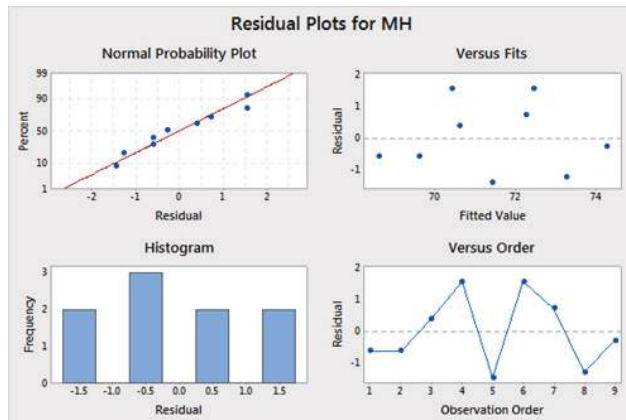 Residual Plots for MH
Normal Probability Plot
Versus Fits
99
90
50
10
1
Percent
-2 -1 0 1 2
Residual
2
1
0
-1
Residual
70 72 74
Fitted Value
Histogram
Versus Order
3
2
1
0
Frequency
-1.5 -1.0 -0.5 0.0 0.5 1.0 1.5
Residual
2
1
0
-1
Residual
1 2 3 4 5 6 7 8 9
Observation Order